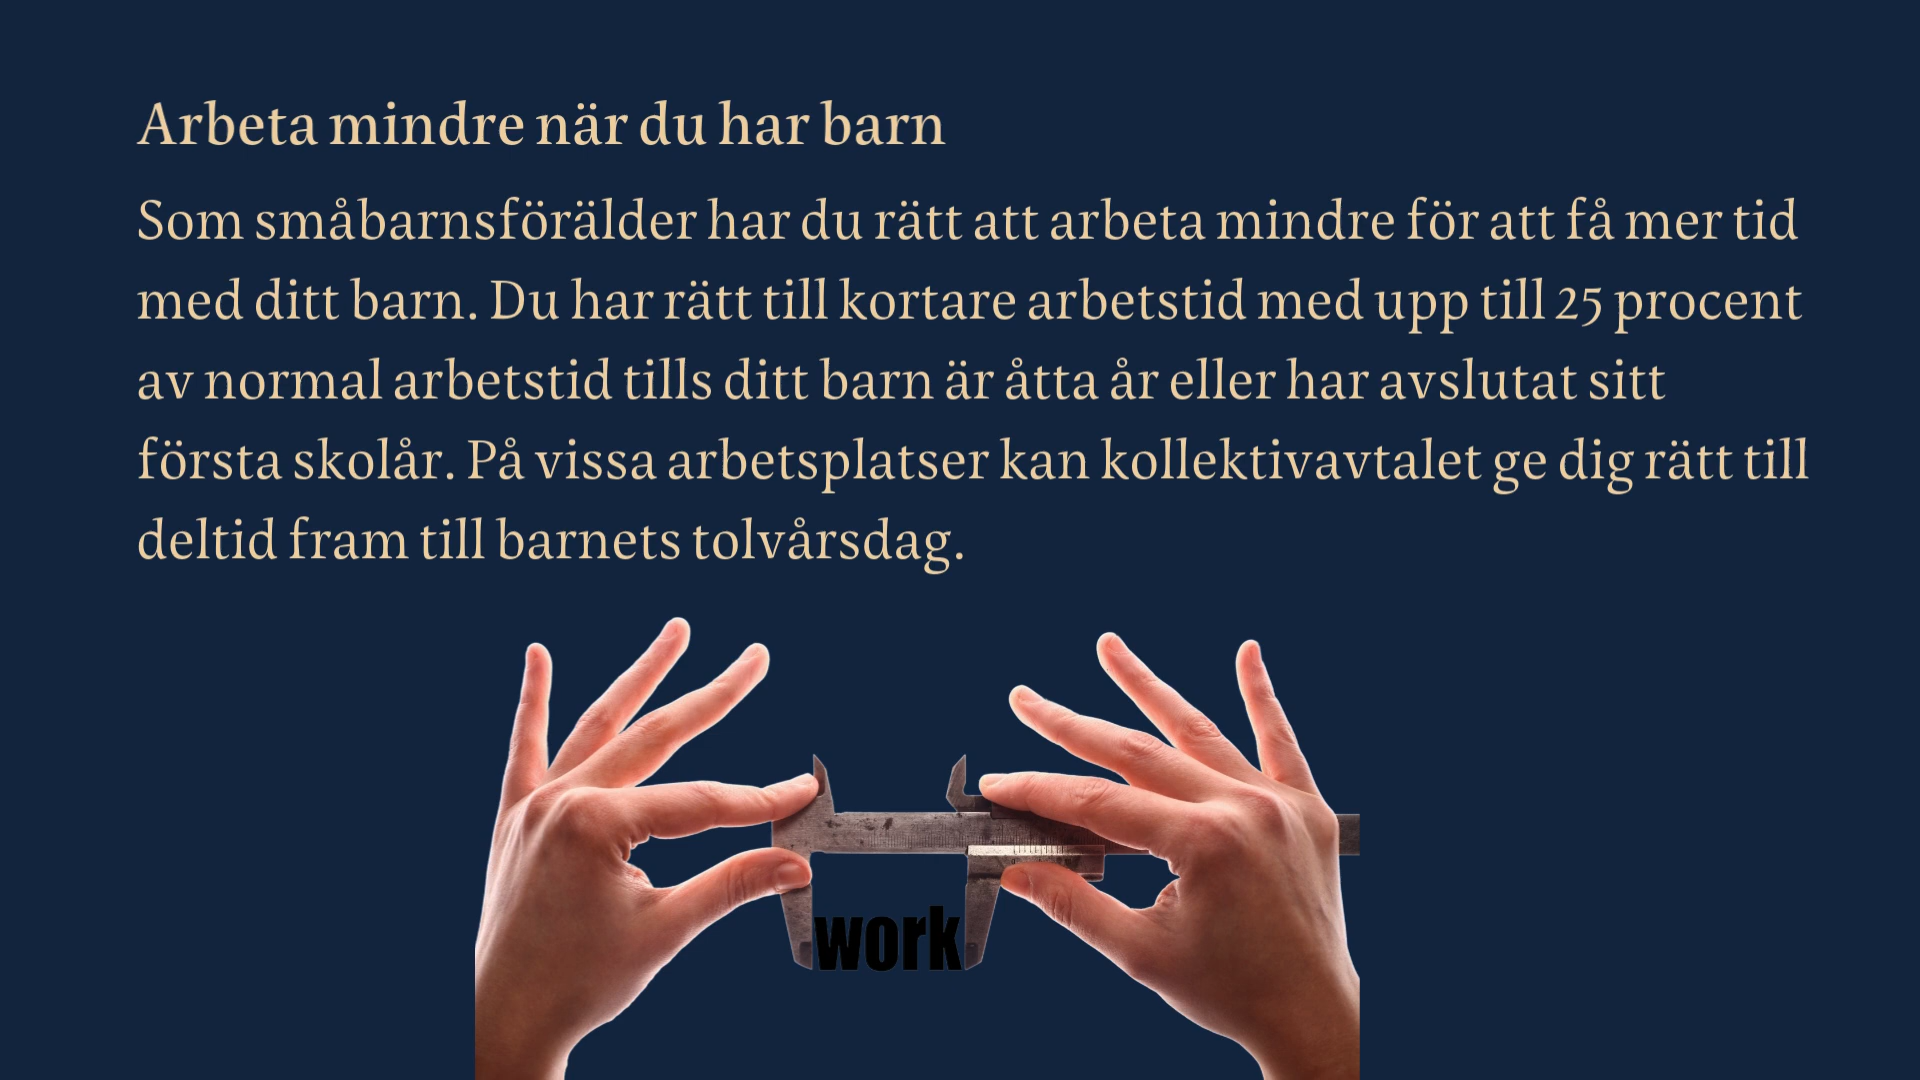 Arbeta mindre när du har barn
Som småbarnsförälder har du rätt att arbeta mindre för att få mer tid
med ditt barn. Du har rätt till kortare arbetstid med upp till 25 procent
av normal arbetstid tills ditt barn är åtta år eller har avslutat sitt
första skolår. På vissa arbetsplatser kan kollektivavtalet ge dig rätt till
deltid fram till barnets tolvårsdag.
work